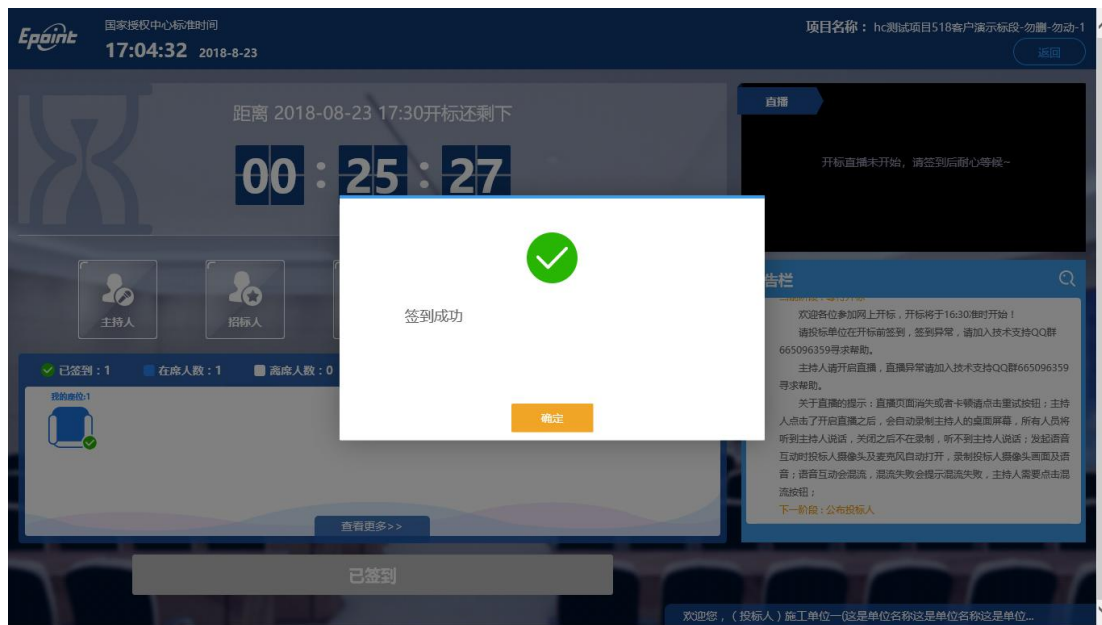 Epoint
国家授权中心标准时间
17:04:32 2018-8-23
项目名称：hc测试项目518客户演示标段-勿删-勿动-1
返回
距离 2018-08-23 17:30开标还剩下
00 : 25 : 27
直播
开标直播未开始，请签到后耐心等候~
主持人
招标人
签到成功
确定
告栏
欢迎各位参加网上开标，开标将于16:30准时开始！
请投标单位在开标前签到，签到异常，请加入技术支持QQ群
665096359寻求帮助。
主持人请开启直播，直播异常请加入技术支持QQ群665096359
寻求帮助。
关于直播的提示：直播页面消失或者卡顿请点击重试按钮；主持
人点击了开启直播之后，会自动录制主持人的桌面屏幕，所有人员将
听到主持人说话，关闭之后不在录制，听不到主持人说话；发起语音
互动时投标人摄像头及麦克风自动打开，录制投标人摄像头画面及语
音；语音互动会混流，混流失败会提示混流失败，主持人需要点击混
流按钮；
下一阶段：公布投标人
已签到：1 在席人数：1 离席人数：0
我的座位:1
查看更多>>
已签到
欢迎您，（投标人）施工单位一(这是单位名称这是单位名称这是单位...